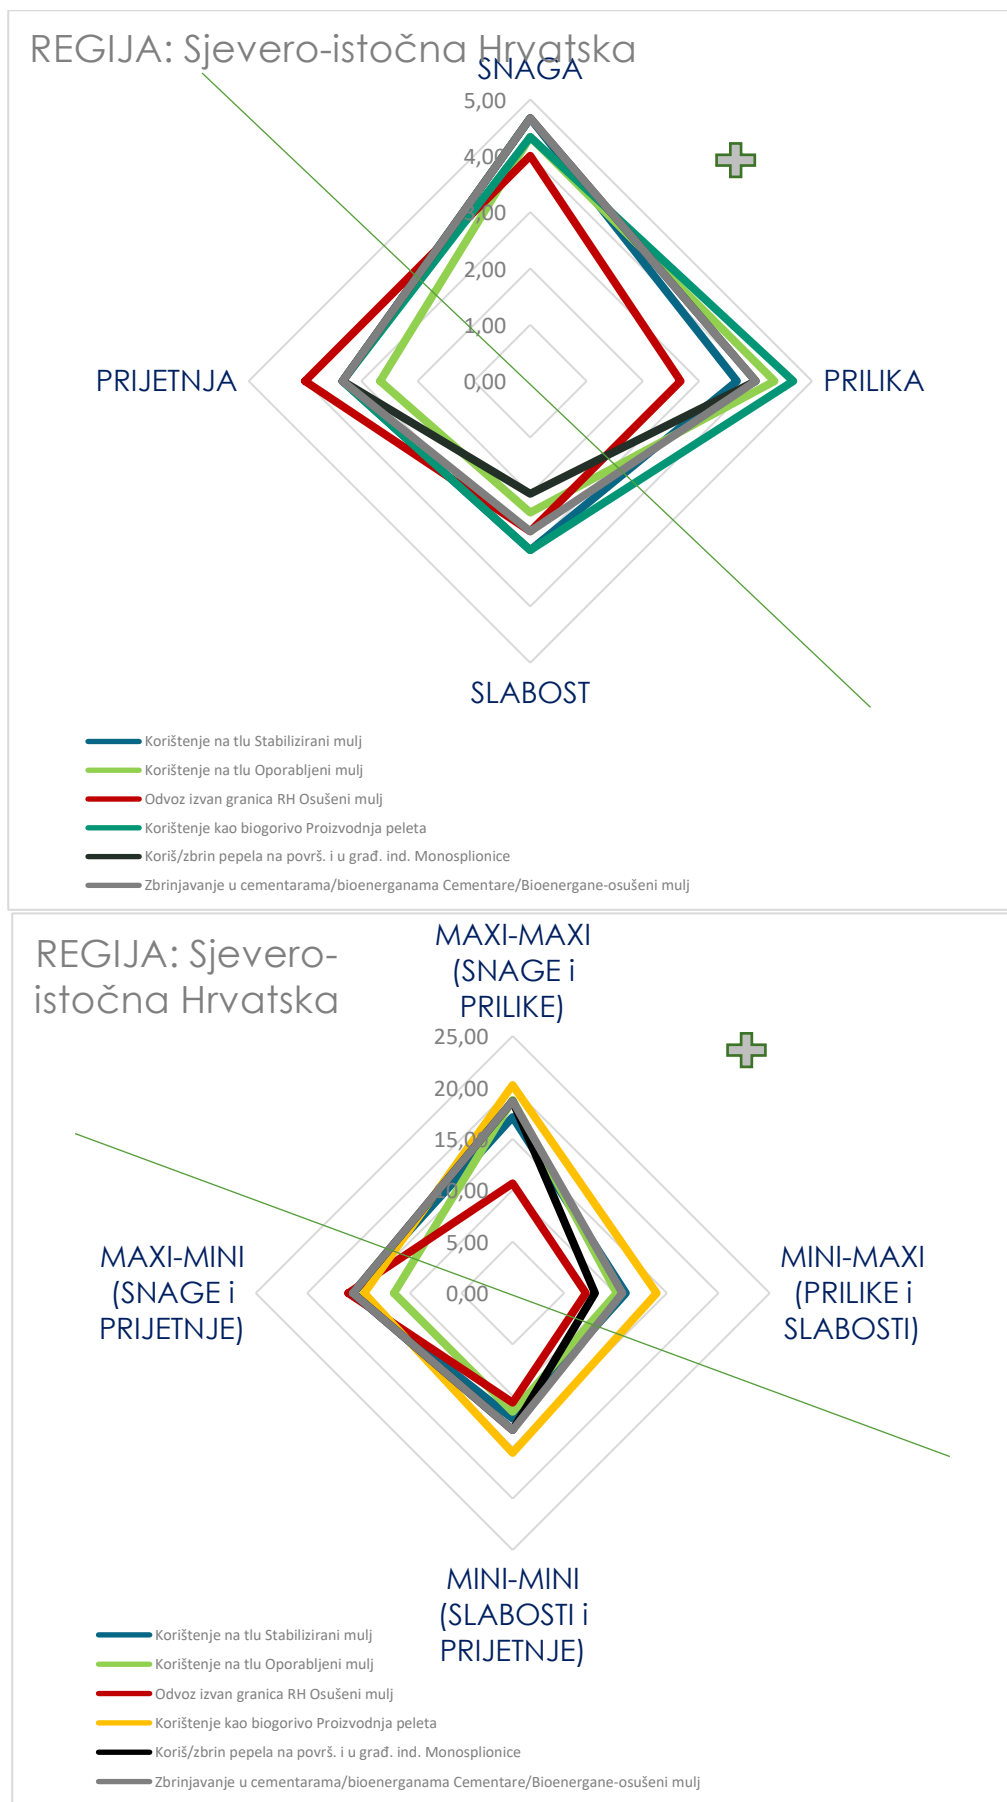 REGIJA: Sjevero-istočna Hrvatska
SNAGA
5,00
4,00
3,00
2,00
1,00
0,00
PRIJETNJA
PRILIKA
SLABOST
Korištenje na tlu Stabilizirani mulj
Korištenje na tlu Oporabljeni mulj
Odvoz izvan granica RH Osušeni mulj
Korištenje kao biogorivo Proizvodnja peleta
Koriš/zbrin pepela na površ. i u građ. ind. Monosplionice
Zbrinjavanje u cementarama/bioenerganama Cementare/Bioenergane-osušeni mulj
REGIJA: Sjevero-
istočna Hrvatska
MAXI-MAXI
(SNAGE i
PRILIKE)
25,00
20,00
15,00
10,00
5,00
0,00
MAXI-MINI
(SNAGE i
PRIJETNJE)
MINI-MAXI
(PRILIKE i
SLABOSTI)
MINI-MINI
(SLABOSTI i
PRIJETNJE)
Korištenje na tlu Stabilizirani mulj
Korištenje na tlu Oporabljeni mulj
Odvoz izvan granica RH Osušeni mulj
Korištenje kao biogorivo Proizvodnja peleta
Koriš/zbrin pepela na površ. i u građ. ind. Monosplionice
Zbrinjavanje u cementarama/bioenerganama Cementare/Bioenergane-osušeni mulj